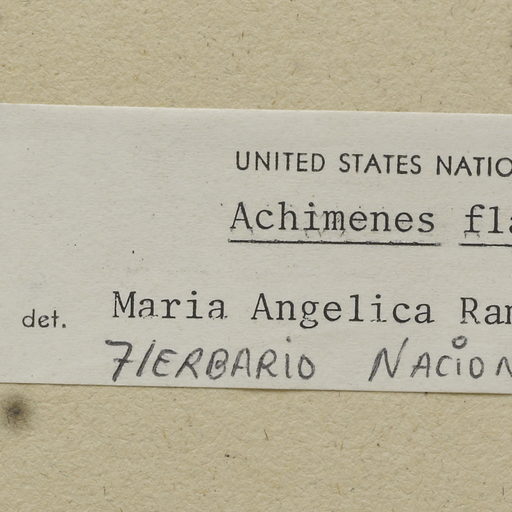 UNITED STATES NATIO
Achimenes fla
det. Maria Angelica Ram
HERBARIO NACION